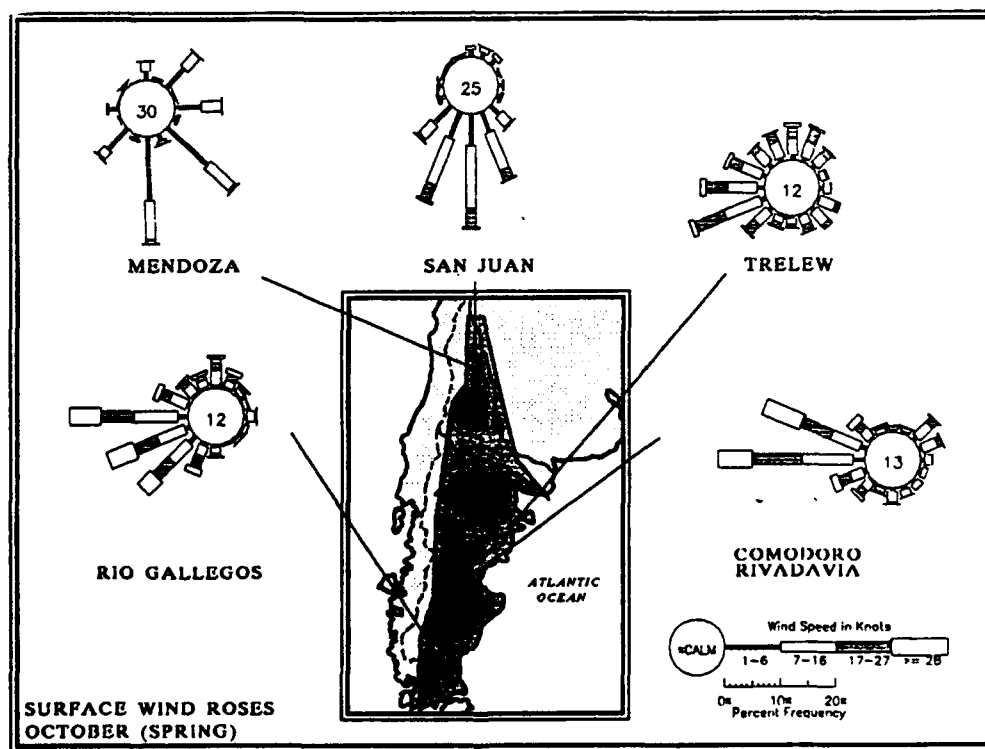 30
25
12
MENDOZA
SAN JUAN
TRELEW
12
13
RIO GALLEGOS
COMODORO
RIVADAVIA
ATLANTIC
OCEAN
Wind Speed in Knots
%CALM
1-6
7-16
17-27
>= 28
0%
10%
20%
Percent Frequency
SURFACE WIND ROSES
OCTOBER (SPRING)